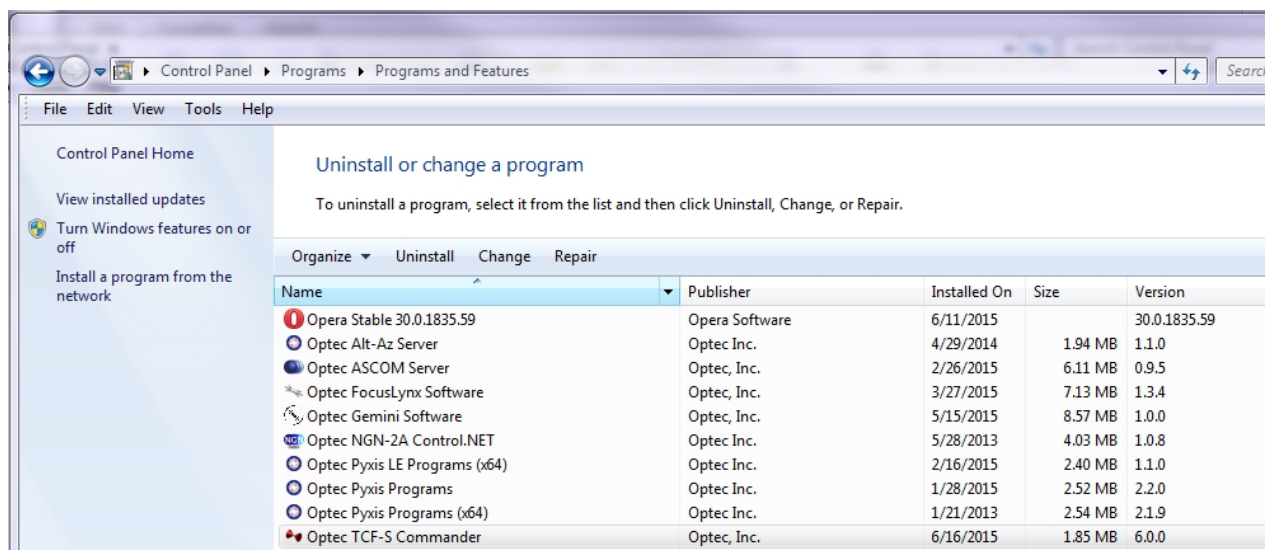 Control Panel Programs Programs and Features Searc
File Edit View Tools Help
Control Panel Home
View installed updates
Turn Windows features on or
off
Install a program from the
network
Uninstall or change a program
To uninstall a program, select it from the list and then click Uninstall, Change, or Repair.
Organize Uninstall Change Repair
Name Publisher Installed On Size Version
Opera Stable 30.0.1835.59 Opera Software 6/11/2015 30.0.1835.59
Optec Alt-Az Server Optec Inc. 4/29/2014 1.94 MB 1.1.0
Optec ASCOM Server Optec, Inc. 2/26/2015 6.11 MB 0.9.5
Optec FocusLynx Software Optec, Inc. 3/27/2015 7.13 MB 1.3.4
Optec Gemini Software Optec, Inc. 5/15/2015 8.57 MB 1.0.0
NGN Optec NGN-2A Control.NET Optec Inc. 5/28/2013 4.03 MB 1.0.8
Optec Pyxis LE Programs (x64) Optec Inc. 2/16/2015 2.40 MB 1.1.0
Optec Pyxis Programs Optec Inc. 1/28/2015 2.52 MB 2.2.0
Optec Pyxis Programs (x64) Optec Inc. 1/21/2013 2.54 MB 2.1.9
Optec TCF-S Commander Optec, Inc. 6/16/2015 1.85 MB 6.0.0